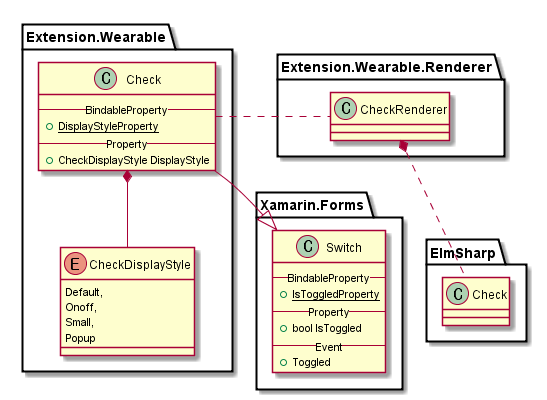 Extension.Wearable
C Check
BindableProperty
DisplayStyleProperty
Property
CheckDisplayStyle DisplayStyle
E CheckDisplayStyle
Default,
Onoff,
Small,
Popup
Extension.Wearable.Renderer
C CheckRenderer
Xamarin.Forms
C Switch
BindableProperty
IsToggledProperty
Property
bool IsToggled
Event
Toggled
ElmSharp
C Check